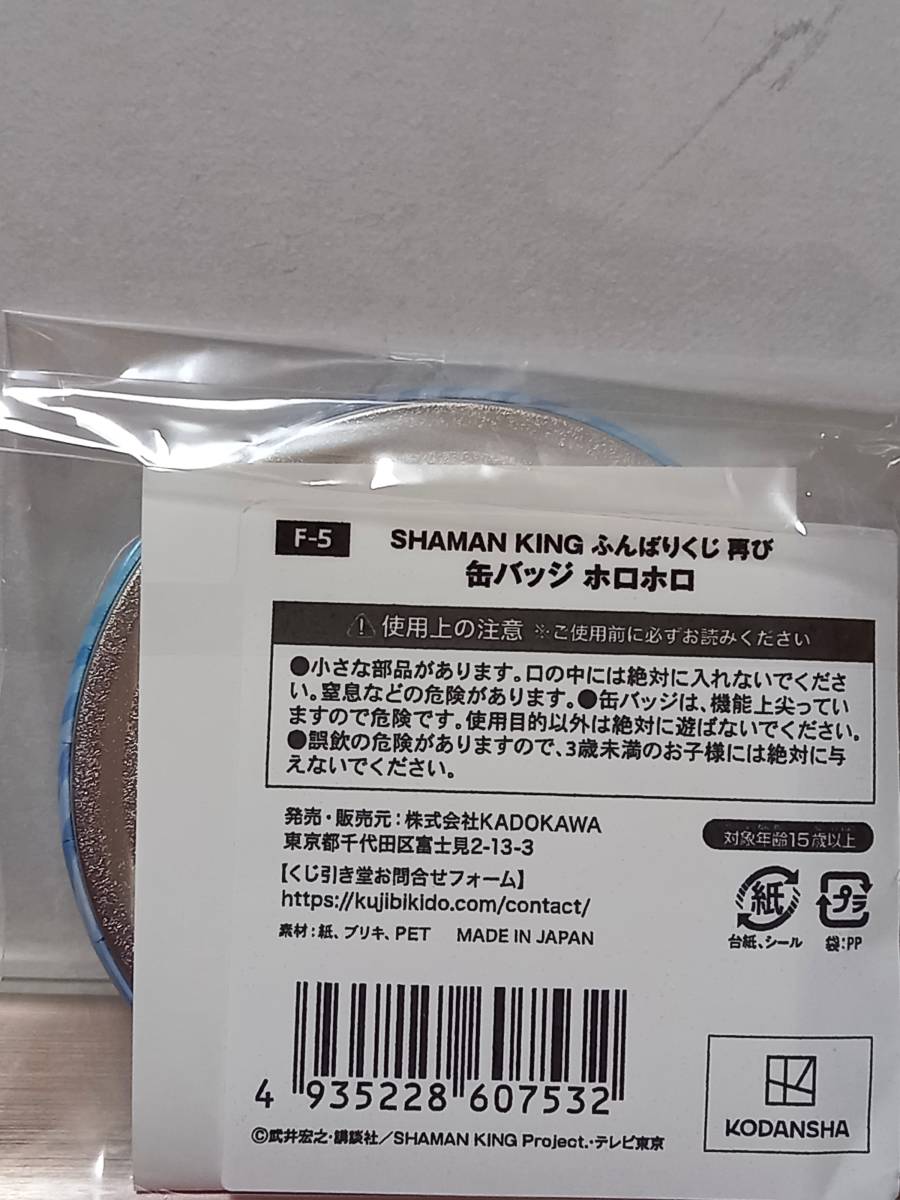 F-5
SHAMAN KING ふんばりくじ 再び
缶バッジ ホロホロ
使用上の注意 ※ご使用前に必ずお読みください
●小さな部品があります。口の中には絶対に入れないでくださ
い。窒息などの危険があります。●缶バッジは、機能上尖ってい
ますので危険です。使用目的以外は絶対に遊ばないでください。
●誤飲の危険がありますので、3歳未満のお子様には絶対に与
えないでください。
発売・販売元:株式会社KADOKAWA
東京都千代田区富士見2-13-3
【くじ引き堂お問合せフォーム】
https://kujibikido.com/contact/
素材:紙、ブリキ、PET MADE IN JAPAN
対象年齢15歳以上
紙
台紙、シール
プラ
袋:PP
4 935228 607532
©武井宏之・講談社/SHAMAN KING Project.・テレビ東京
KODANSHA